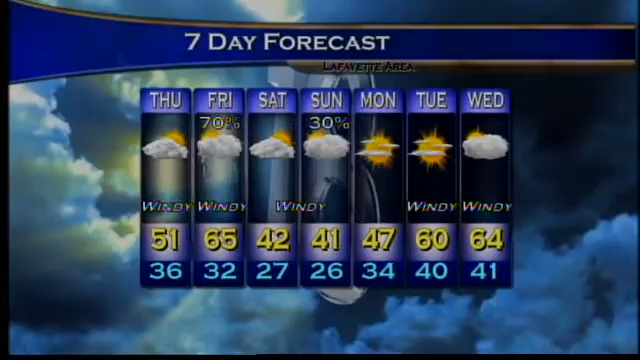 7 DAY FORECAST
LAFAYETTE AREA
THU FRI SAT SUN MON TUE WED
70% 30%
WINDY WINDY WINDY WINDY WINDY
51 65 42 41 47 60 64
36 32 27 26 34 40 41